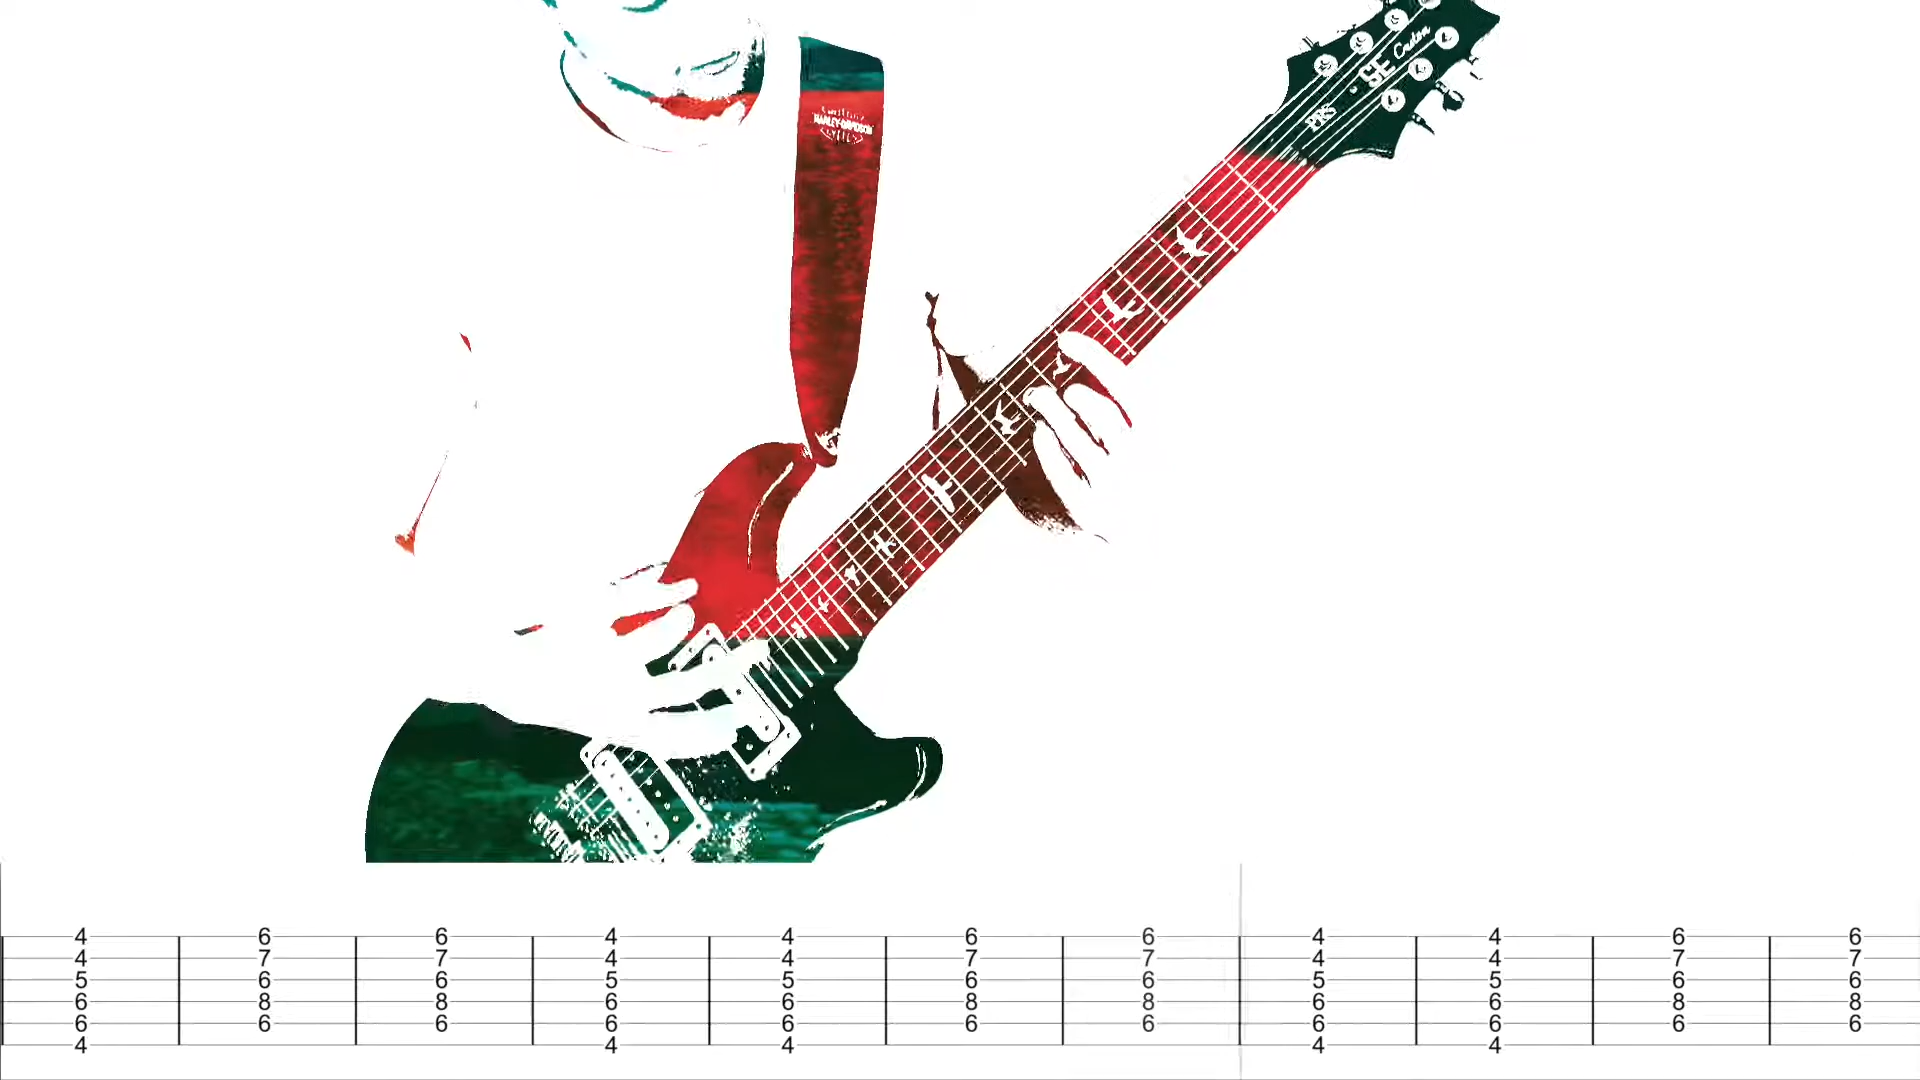 SE Custom
PRS
HARLEY-DAVIDSON
4 6 6 4 4 6 6 4 4 6 6
4 7 7 4 4 7 7 4 4 7 7
5 6 6 5 5 6 6 5 5 6 6
6 8 8 6 6 8 8 6 6 8 8
6 6 6 6 6 6 6 6 6 6 6
4 4 4 4 4